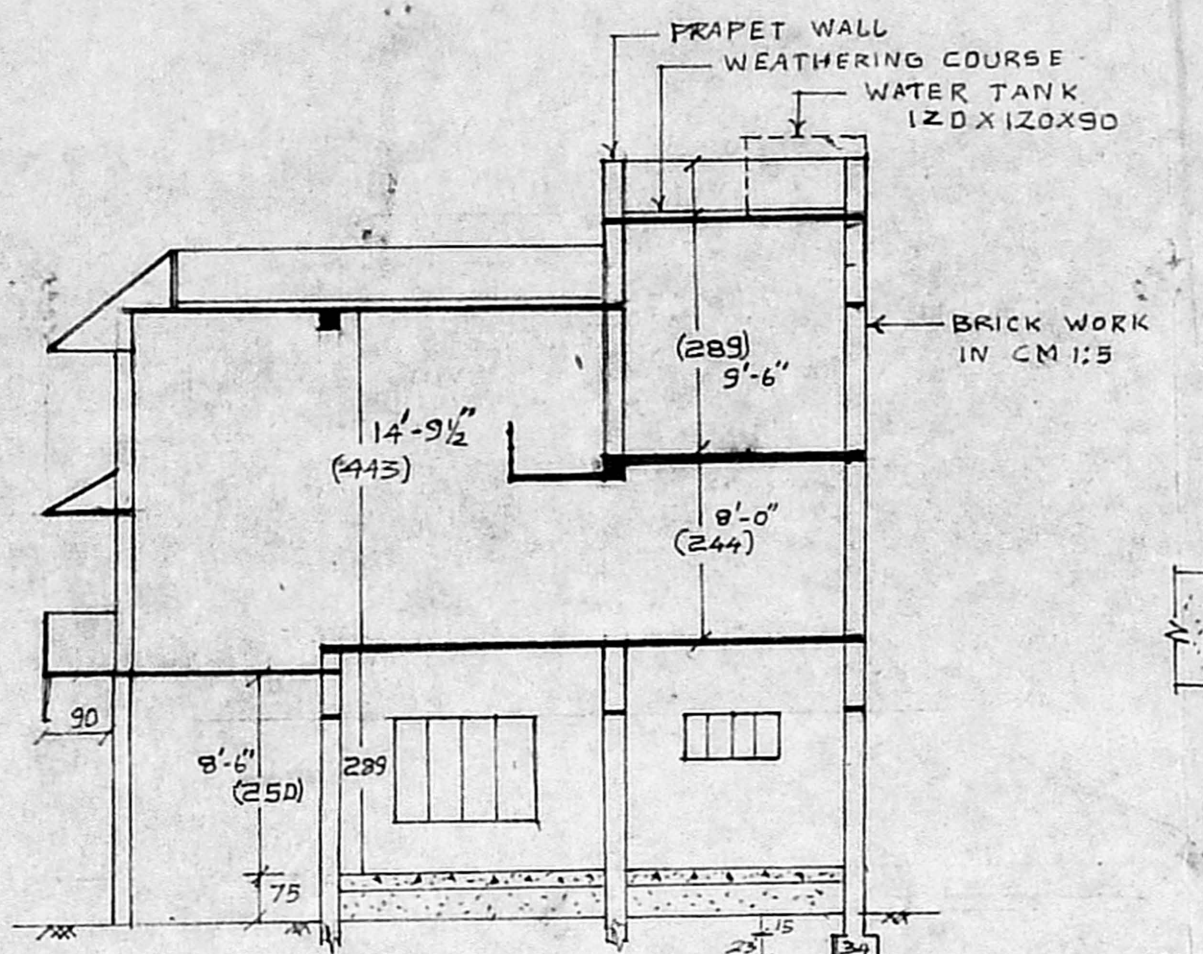 PRAPET WALL
WEATHERING COURSE
WATER TANK
120X120X90
BRICK WORK
IN CM 1:5
(289)
9'-6"
14'-9½"
(443)
8'-0"
(244)
90
8'-6"
(250)
289
75
15
23
34